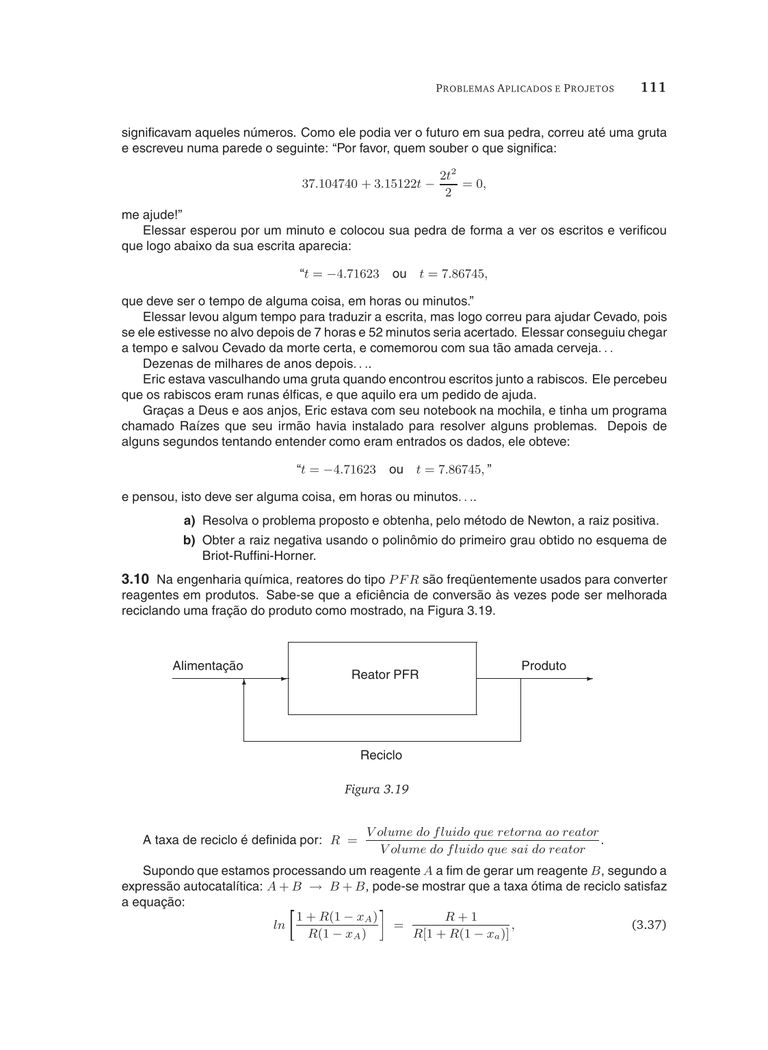 PROBLEMAS APLICADOS E PROJETOS 111
significavam aqueles números. Como ele podia ver o futuro em sua pedra, correu até uma gruta
e escreveu numa parede o seguinte: “Por favor, quem souber o que significa:
37.104740 + 3.15122t − 2t²/2 = 0,
me ajude!”
Elessar esperou por um minuto e colocou sua pedra de forma a ver os escritos e verificou
que logo abaixo da sua escrita aparecia:
“t = −4.71623 ou t = 7.86745,
que deve ser o tempo de alguma coisa, em horas ou minutos.”
Elessar levou algum tempo para traduzir a escrita, mas logo correu para ajudar Cevado, pois
se ele estivesse no alvo depois de 7 horas e 52 minutos seria acertado. Elessar conseguiu chegar
a tempo e salvou Cevado da morte certa, e comemorou com sua tão amada cerveja. . .
Dezenas de milhares de anos depois. . ..
Eric estava vasculhando uma gruta quando encontrou escritos junto a rabiscos. Ele percebeu
que os rabiscos eram runas élficas, e que aquilo era um pedido de ajuda.
Graças a Deus e aos anjos, Eric estava com seu notebook na mochila, e tinha um programa
chamado Raízes que seu irmão havia instalado para resolver alguns problemas. Depois de
alguns segundos tentando entender como eram entrados os dados, ele obteve:
“t = −4.71623 ou t = 7.86745, ”
e pensou, isto deve ser alguma coisa, em horas ou minutos. . ..
a) Resolva o problema proposto e obtenha, pelo método de Newton, a raiz positiva.
b) Obter a raiz negativa usando o polinômio do primeiro grau obtido no esquema de
Briot-Ruffini-Horner.
3.10 Na engenharia química, reatores do tipo PFR são freqüentemente usados para converter
reagentes em produtos. Sabe-se que a eficiência de conversão às vezes pode ser melhorada
reciclando uma fração do produto como mostrado, na Figura 3.19.
Alimentação
Reator PFR
Produto
Reciclo
Figura 3.19
A taxa de reciclo é definida por: R = Volume do fluido que retorna ao reator / Volume do fluido que sai do reator.
Supondo que estamos processando um reagente A a fim de gerar um reagente B, segundo a
expressão autocatalítica: A + B → B + B, pode-se mostrar que a taxa ótima de reciclo satisfaz
a equação:
ln [1 + R(1 − x_A) / R(1 − x_A)] = R + 1 / R[1 + R(1 − x_a)], (3.37)